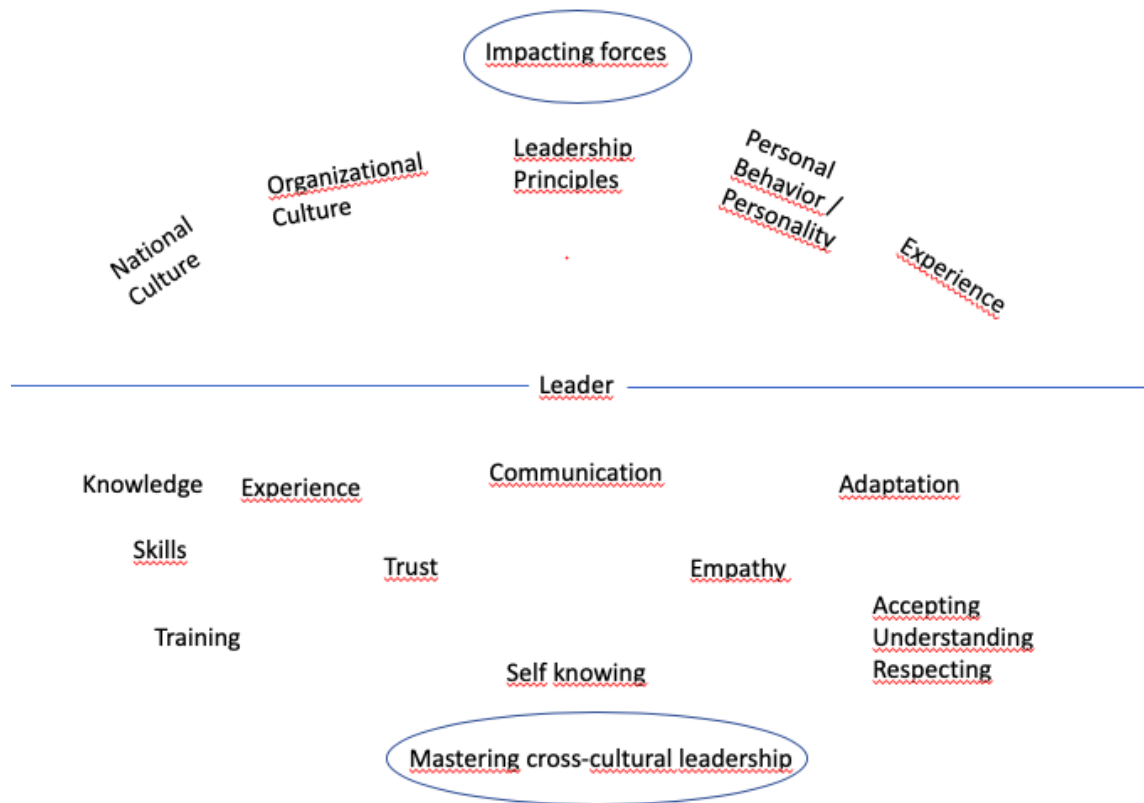 Impacting forces
National
Culture
Organizational
Culture
Leadership
Principles
Personal
Behavior /
Personality
Experience
Leader
Knowledge
Experience
Communication
Adaptation
Skills
Trust
Empathy
Training
Accepting
Understanding
Respecting
Self knowing
Mastering cross-cultural leadership